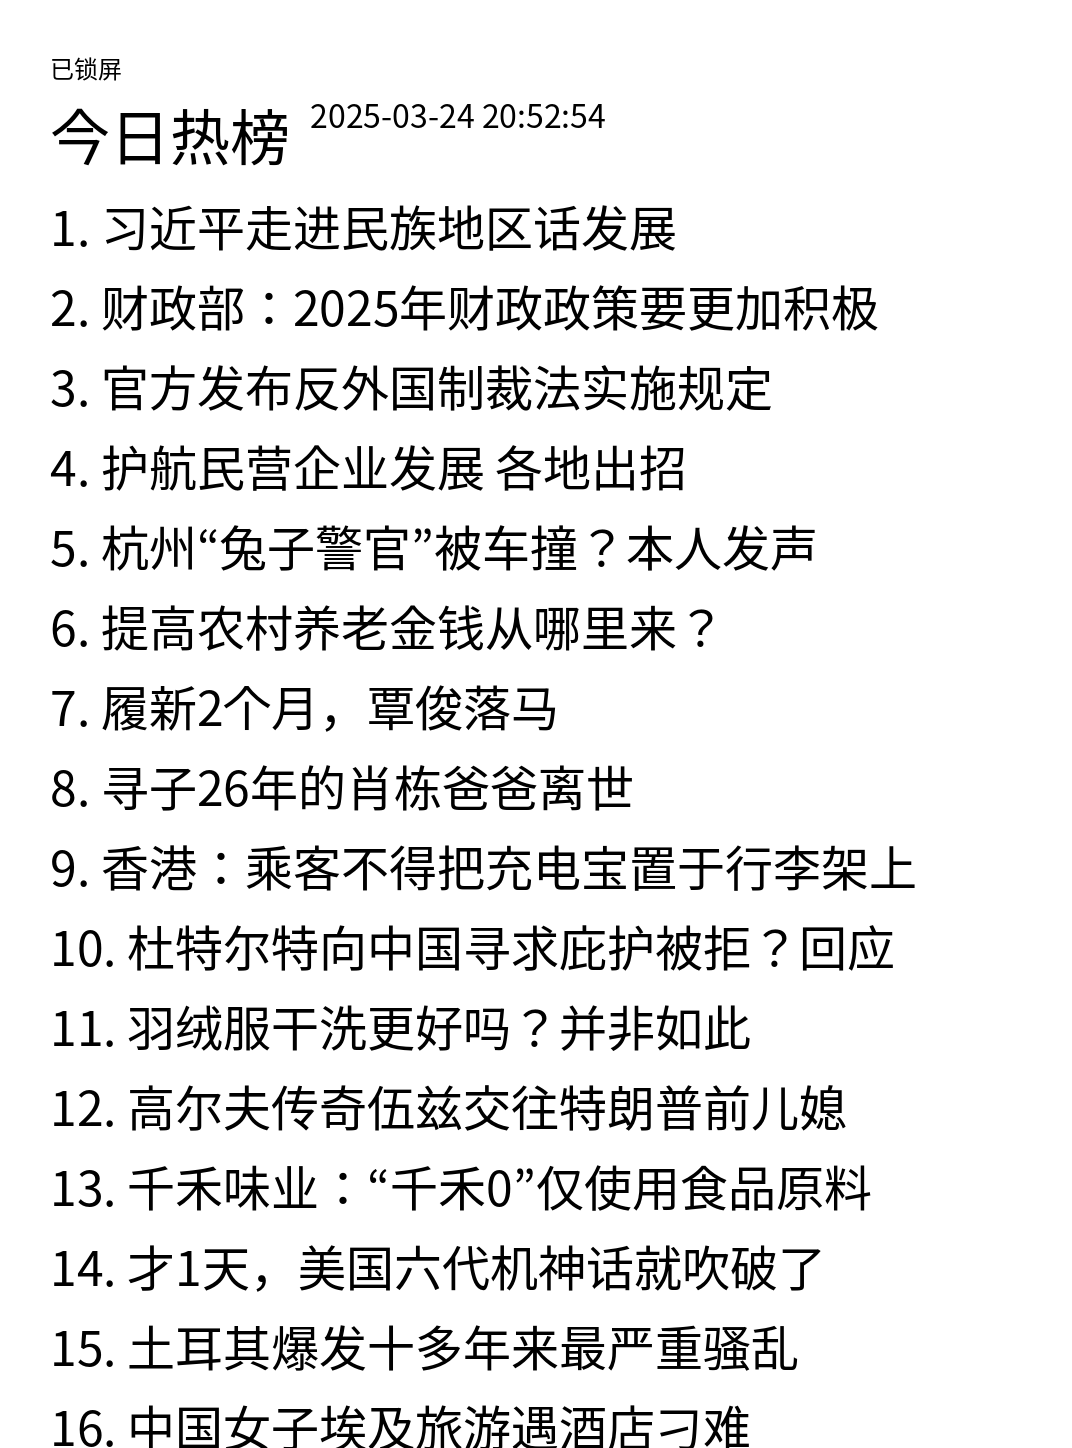 已锁屏
今日热榜 2025-03-24 20:52:54
1. 习近平走进民族地区话发展
2. 财政部：2025年财政政策要更加积极
3. 官方发布反外国制裁法实施规定
4. 护航民营企业发展 各地出招
5. 杭州“兔子警官”被车撞？本人发声
6. 提高农村养老金钱从哪里来？
7. 履新2个月，覃俊落马
8. 寻子26年的肖栋爸爸离世
9. 香港：乘客不得把充电宝置于行李架上
10. 杜特尔特向中国寻求庇护被拒？回应
11. 羽绒服干洗更好吗？并非如此
12. 高尔夫传奇伍兹交往特朗普前儿媳
13. 千禾味业：“千禾0”仅使用食品原料
14. 才1天，美国六代机神话就吹破了
15. 土耳其爆发十多年来最严重骚乱
16. 中国女子埃及旅游遇酒店刁难